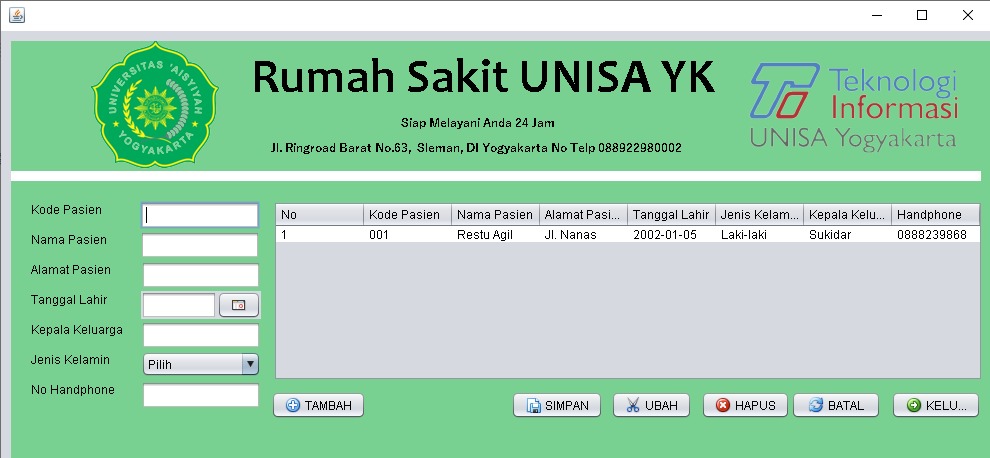 Rumah Sakit UNISA YK
Siap Melayani Anda 24 Jam
Jl. Ringroad Barat No.63, Sleman, DI Yogyakarta No Telp 088922980002
UNIVERSITAS 'AISYIYAH
YOGYAKARTA
Teknologi
Informasi
UNISA Yogyakarta
Kode Pasien
Nama Pasien
Alamat Pasien
Tanggal Lahir
Kepala Keluarga
Jenis Kelamin Pilih
No Handphone
No Kode Pasien Nama Pasien Alamat Pasi... Tanggal Lahir Jenis Kelam... Kepala Kelu... Handphone
1 001 Restu Agil Jl. Nanas 2002-01-05 Laki-laki Sukidar 0888239868
TAMBAH SIMPAN UBAH HAPUS BATAL KELU...